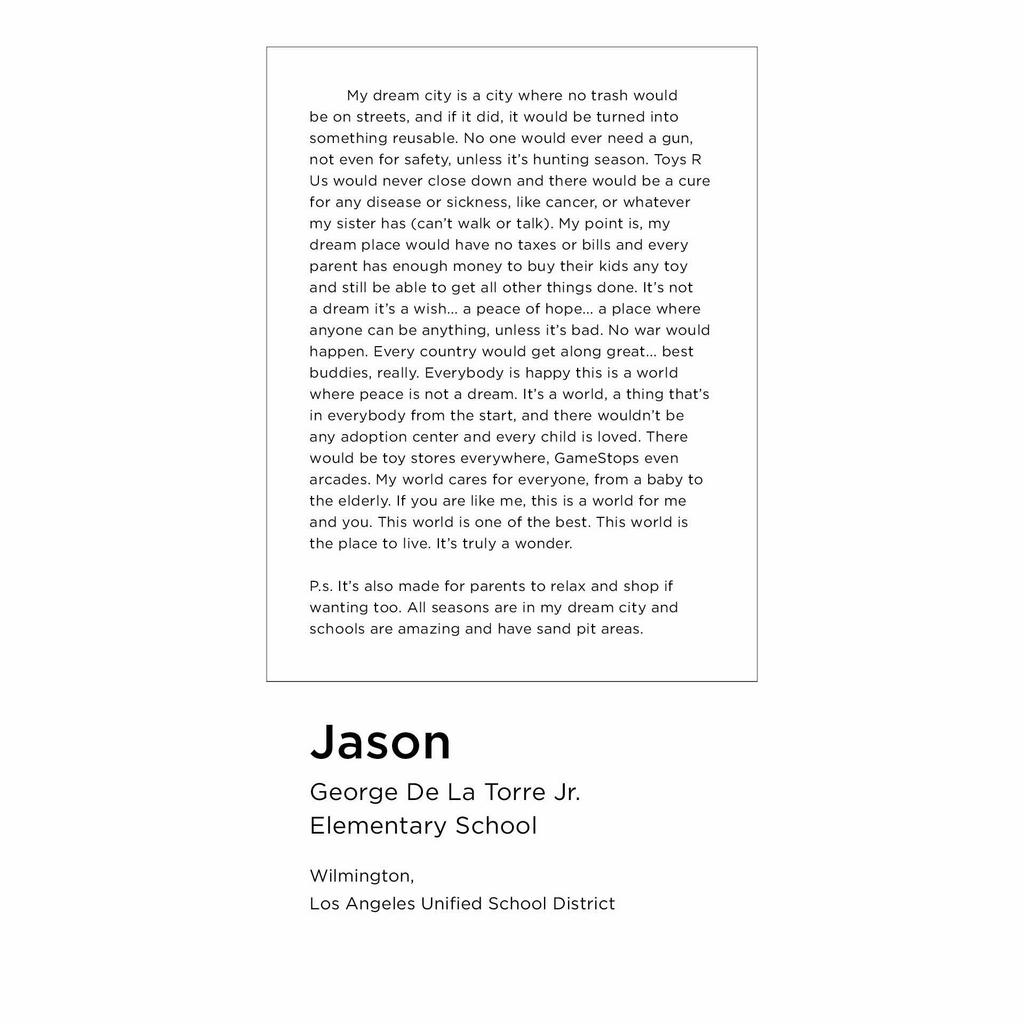 My dream city is a city where no trash would
be on streets, and if it did, it would be turned into
something reusable. No one would ever need a gun,
not even for safety, unless it's hunting season. Toys R
Us would never close down and there would be a cure
for any disease or sickness, like cancer, or whatever
my sister has (can't walk or talk). My point is, my
dream place would have no taxes or bills and every
parent has enough money to buy their kids any toy
and still be able to get all other things done. It's not
a dream it's a wish... a peace of hope... a place where
anyone can be anything, unless it's bad. No war would
happen. Every country would get along great... best
buddies, really. Everybody is happy this is a world
where peace is not a dream. It's a world, a thing that's
in everybody from the start, and there wouldn't be
any adoption center and every child is loved. There
would be toy stores everywhere, GameStops even
arcades. My world cares for everyone, from a baby to
the elderly. If you are like me, this is a world for me
and you. This world is one of the best. This world is
the place to live. It's truly a wonder.
P.s. It's also made for parents to relax and shop if
wanting too. All seasons are in my dream city and
schools are amazing and have sand pit areas.
Jason
George De La Torre Jr.
Elementary School
Wilmington,
Los Angeles Unified School District